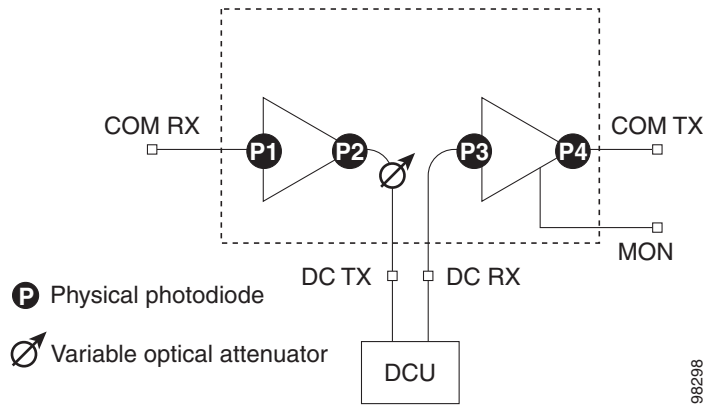 COM RX
P1
P2
P3
P4
COM TX
MON
DC TX
DC RX
P Physical photodiode
Variable optical attenuator
DCU
98298